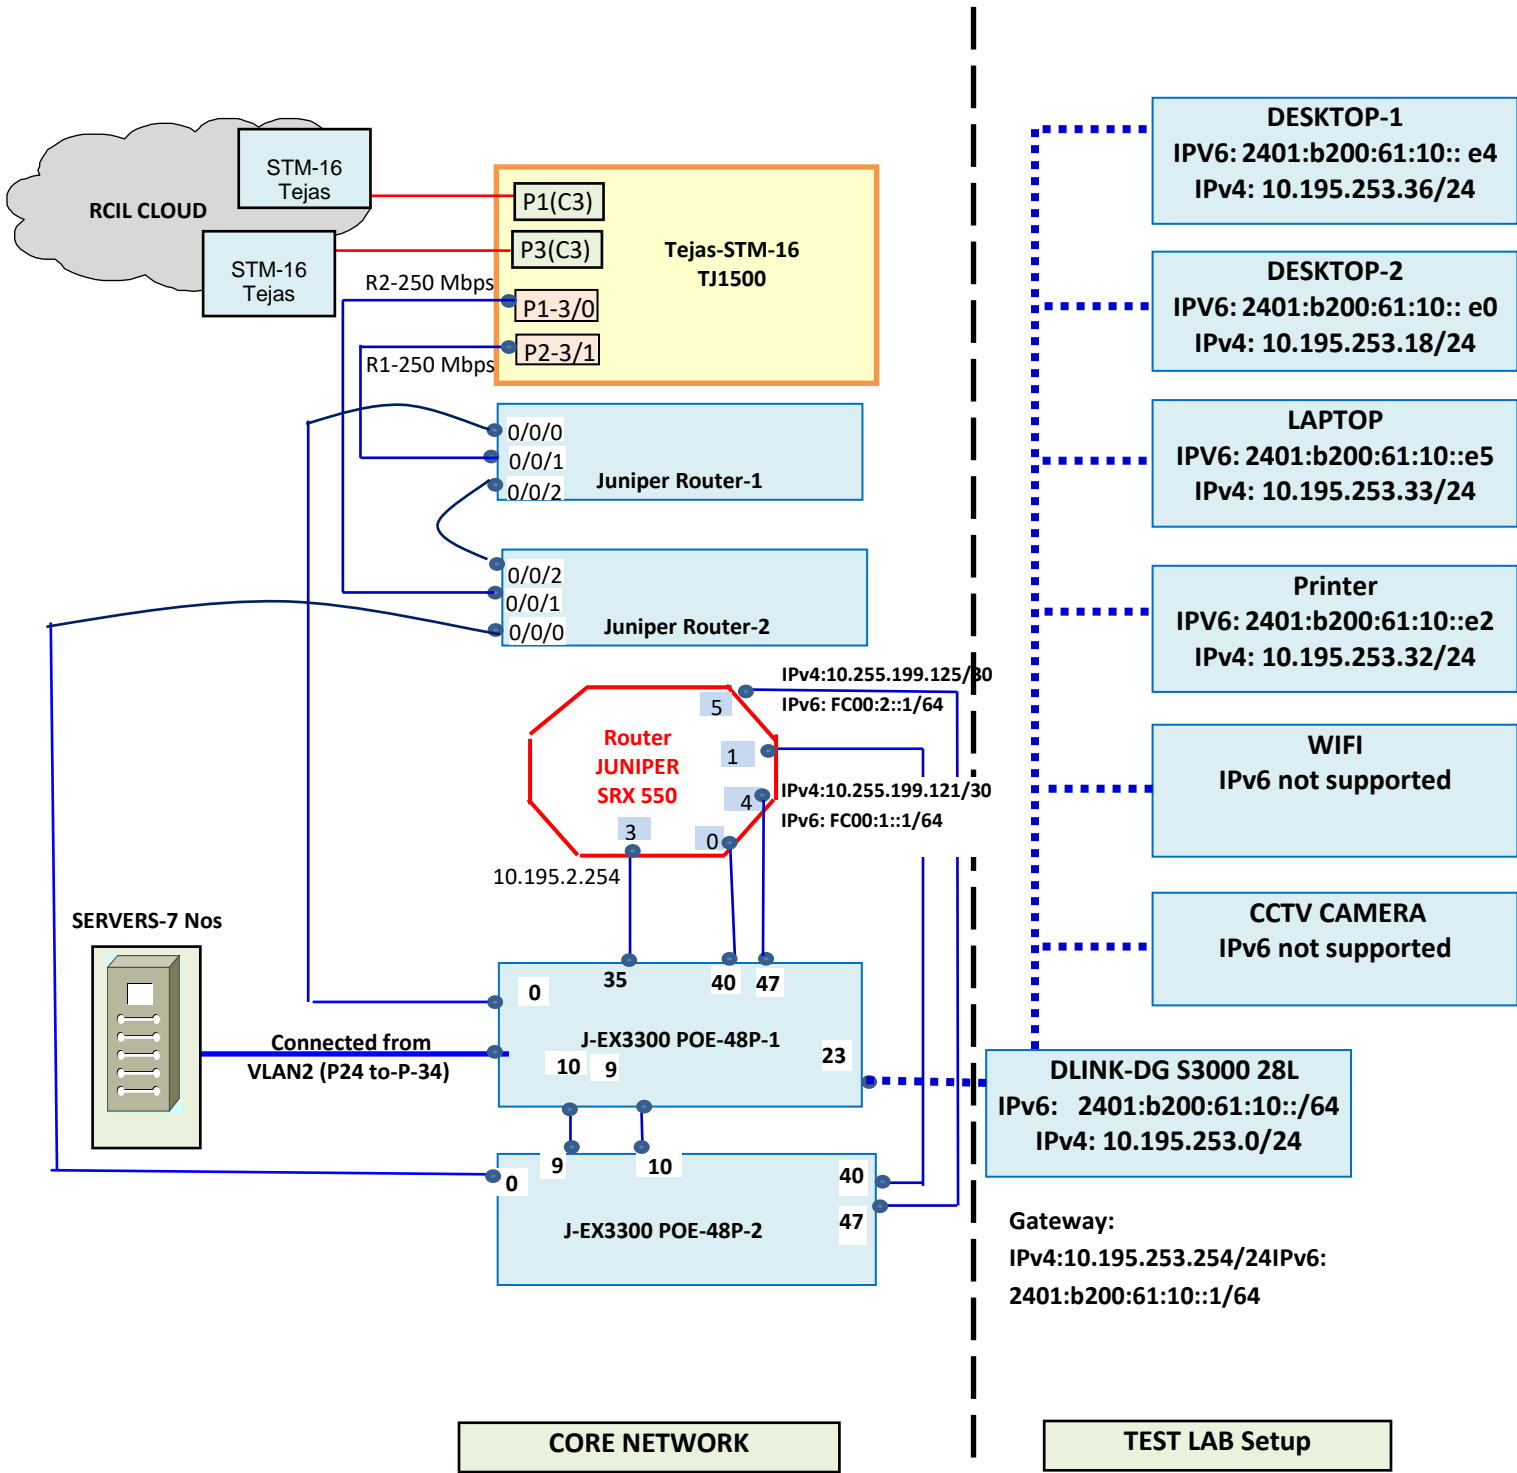 STM-16
Tejas
RCIL CLOUD
STM-16
Tejas
P1(C3)
P3(C3)
Tejas-STM-16
TJ1500
R2-250 Mbps
P1-3/0
P2-3/1
R1-250 Mbps
0/0/0
0/0/1
0/0/2
Juniper Router-1
0/0/2
0/0/1
0/0/0
Juniper Router-2
IPv4:10.255.199.125/30
IPv6: FC00:2::1/64
5
Router
JUNIPER
SRX 550
1
4
IPv4:10.255.199.121/30
IPv6: FC00:1::1/64
3
0
10.195.2.254
SERVERS-7 Nos
Connected from
VLAN2 (P24 to-P-34)
0
35
40
47
J-EX3300 POE-48P-1
10
9
23
9
10
0
40
47
J-EX3300 POE-48P-2
CORE NETWORK
DESKTOP-1
IPV6: 2401:b200:61:10:: e4
IPv4: 10.195.253.36/24
DESKTOP-2
IPV6: 2401:b200:61:10:: e0
IPv4: 10.195.253.18/24
LAPTOP
IPV6: 2401:b200:61:10::e5
IPv4: 10.195.253.33/24
Printer
IPV6: 2401:b200:61:10::e2
IPv4: 10.195.253.32/24
WIFI
IPv6 not supported
CCTV CAMERA
IPv6 not supported
DLINK-DG S3000 28L
IPv6: 2401:b200:61:10::/64
IPv4: 10.195.253.0/24
Gateway:
IPv4:10.195.253.254/24IPv6:
2401:b200:61:10::1/64
TEST LAB Setup